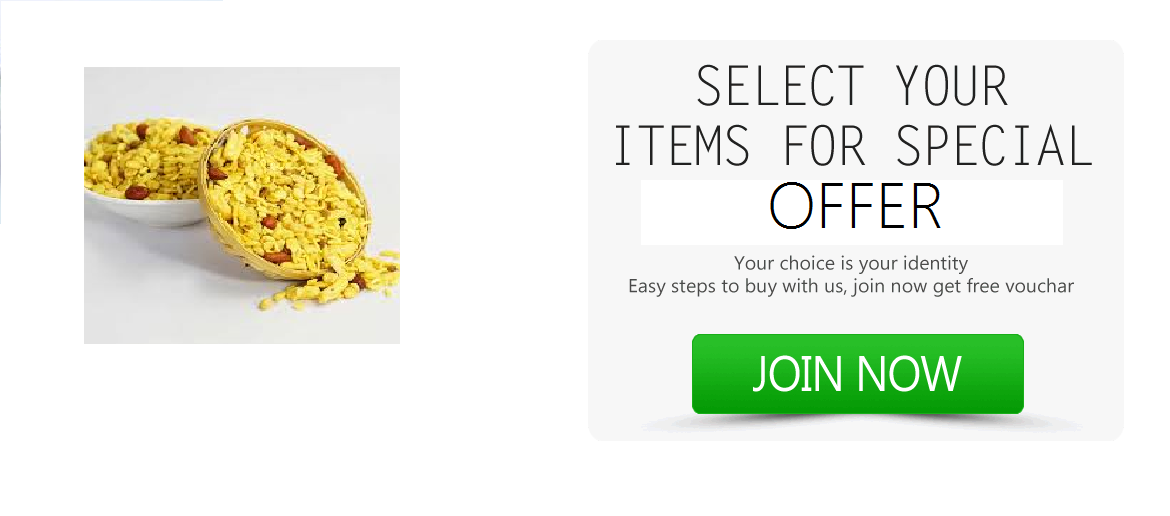 SELECT YOUR
ITEMS FOR SPECIAL
OFFER
Your choice is your identity
Easy steps to buy with us, join now get free vouchar
JOIN NOW